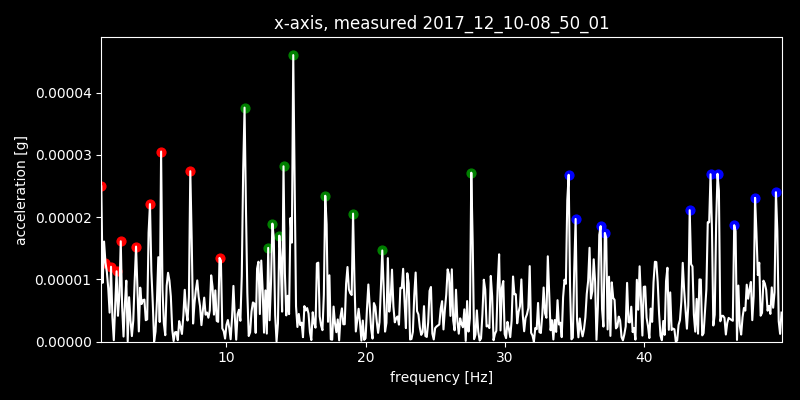 x-axis, measured 2017_12_10-08_50_01
acceleration [g]
0.00004
0.00003
0.00002
0.00001
0.00000
10 20 30 40
frequency [Hz]